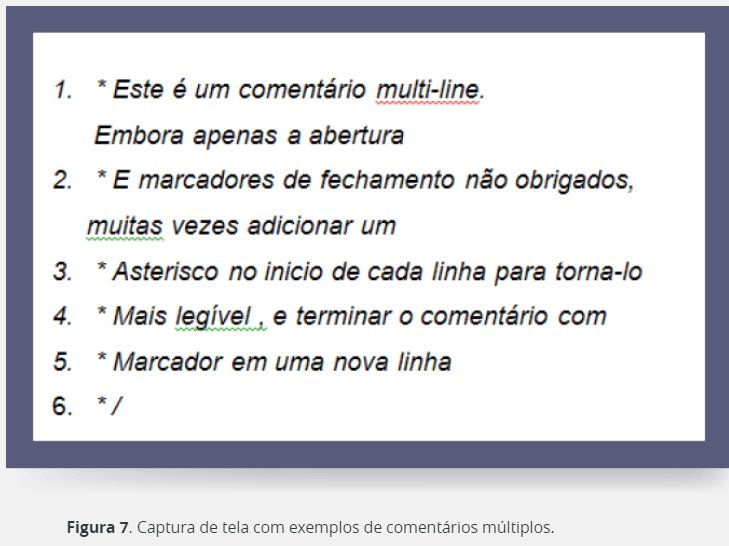 1. * Este é um comentário multi-line.
Embora apenas a abertura
2. * E marcadores de fechamento não obrigados,
muitas vezes adicionar um
3. * Asterisco no inicio de cada linha para torna-lo
4. * Mais legível , e terminar o comentário com
5. * Marcador em uma nova linha
6. * /
Figura 7. Captura de tela com exemplos de comentários múltiplos.